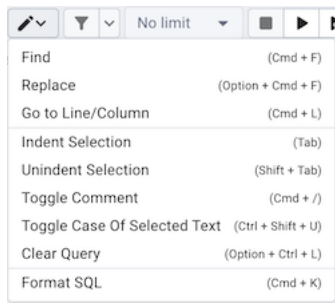 No limit
Find (Cmd + F)
Replace (Option + Cmd + F)
Go to Line/Column (Cmd + L)
Indent Selection (Tab)
Unindent Selection (Shift + Tab)
Toggle Comment (Cmd + /)
Toggle Case Of Selected Text (Ctrl + Shift + U)
Clear Query (Option + Ctrl + L)
Format SQL (Cmd + K)